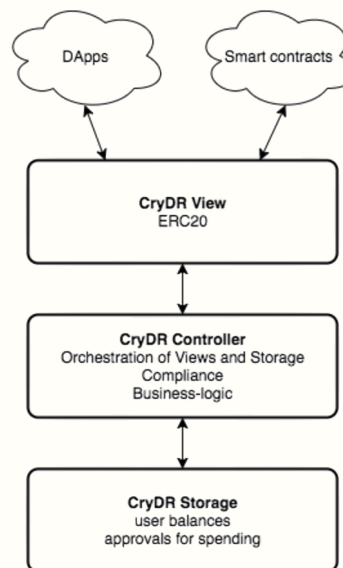 DApps
Smart contracts
CryDR View
ERC20
CryDR Controller
Orchestration of Views and Storage
Compliance
Business-logic
CryDR Storage
user balances
approvals for spending